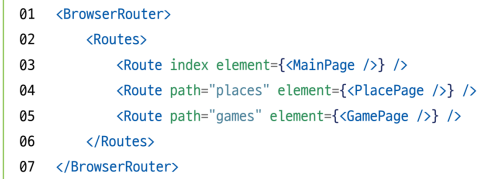 01 <BrowserRouter>
02     <Routes>
03         <Route index element={<MainPage />} />
04         <Route path="places" element={<PlacePage />} />
05         <Route path="games" element={<GamePage />} />
06     </Routes>
07 </BrowserRouter>